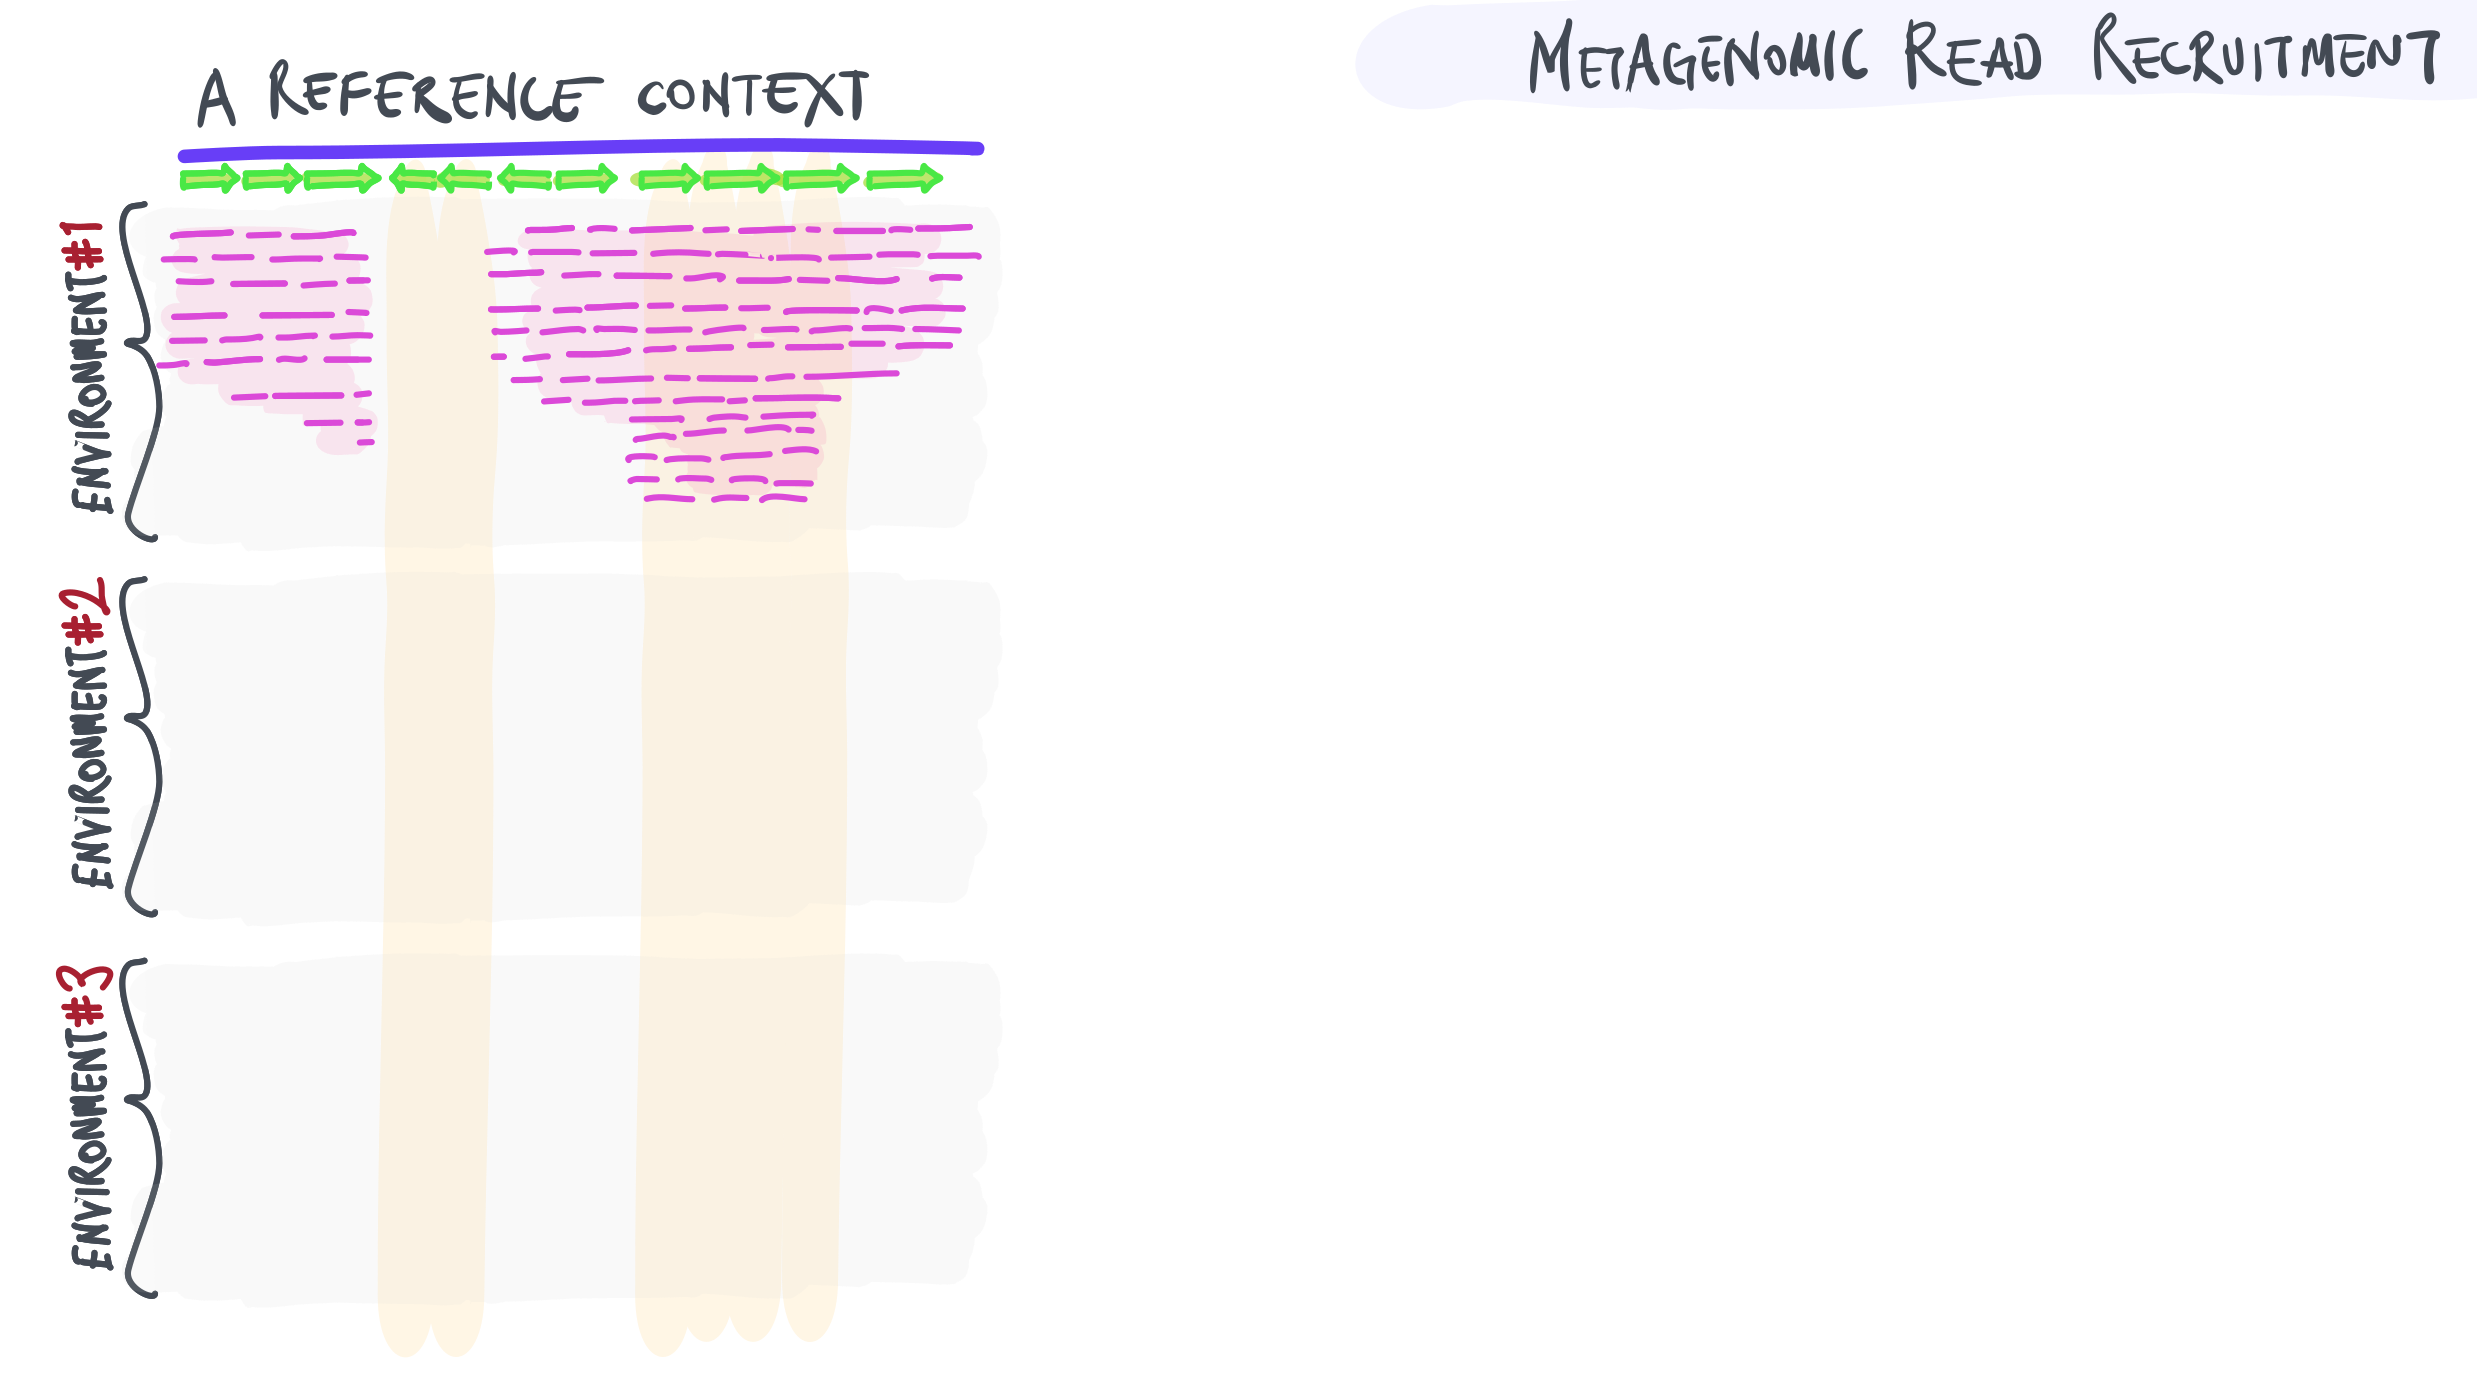 METAGENOMIC READ RECRUITMENT
A REFERENCE CONTEXT
ENVIRONMENT #1
ENVIRONMENT #2
ENVIRONMENT #3